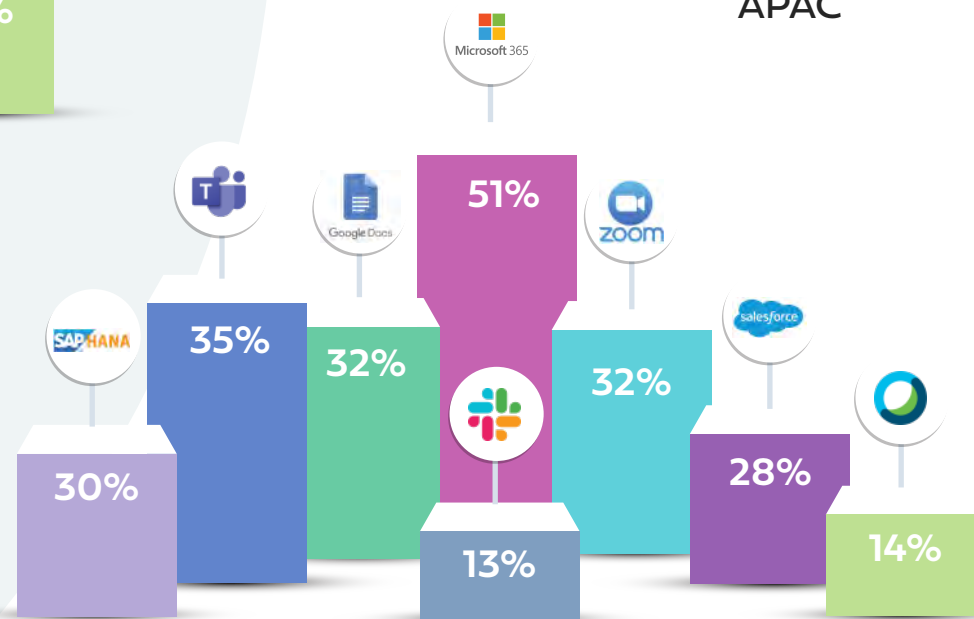 %
APAC
Microsoft 365
51%
T
Google Docs
zoom
35%
32%
32%
SAP HANA
salesforce
30%
28%
13%
14%